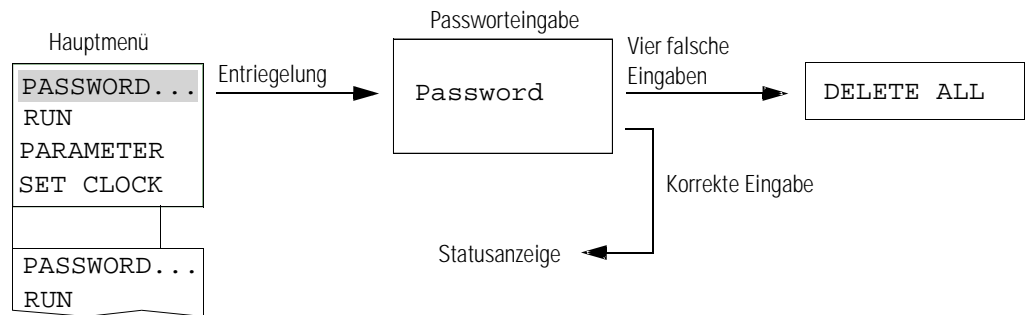 Hauptmenü
PASSWORD...
RUN
PARAMETER
SET CLOCK
PASSWORD...
RUN
Entriegelung
Passworteingabe
Password
Vier falsche
Eingaben
DELETE ALL
Korrekte Eingabe
Statusanzeige